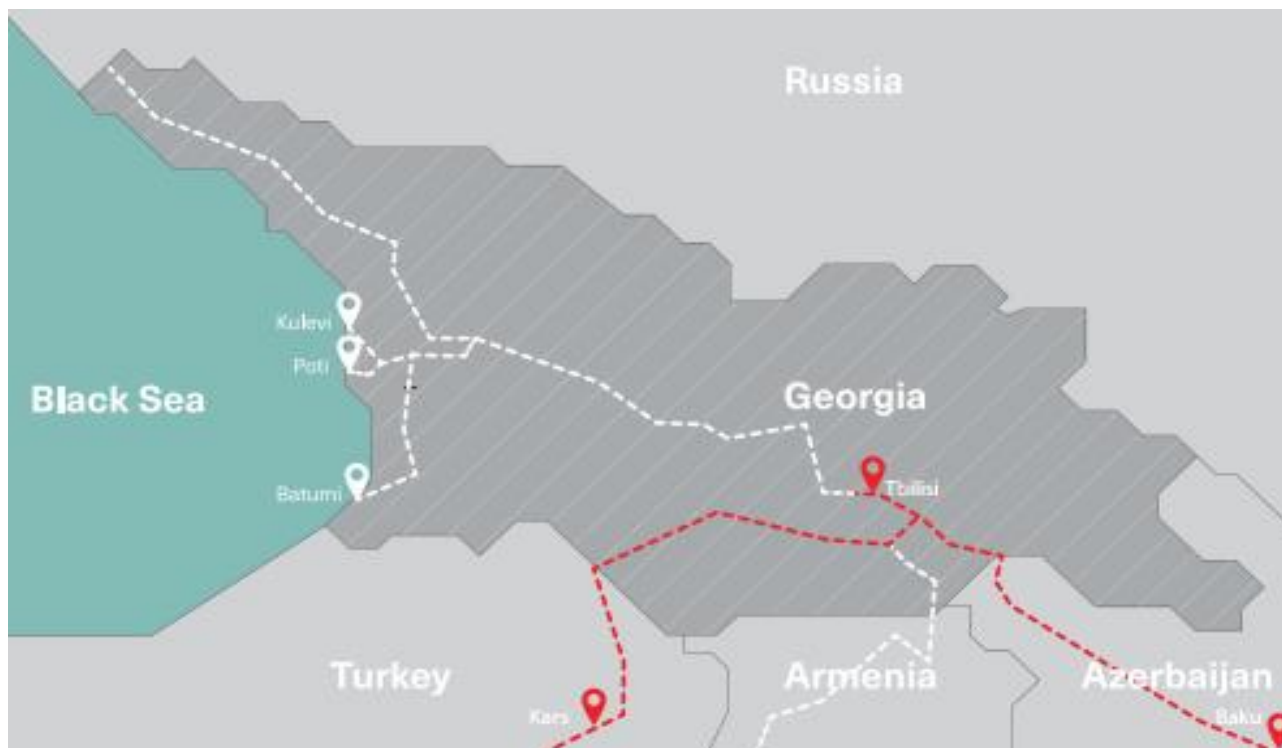 Russia
Kulevi
Poti
Black Sea
Georgia
Batumi
Tbilisi
Turkey
Armenia
Azerbaijan
Kars
Baku